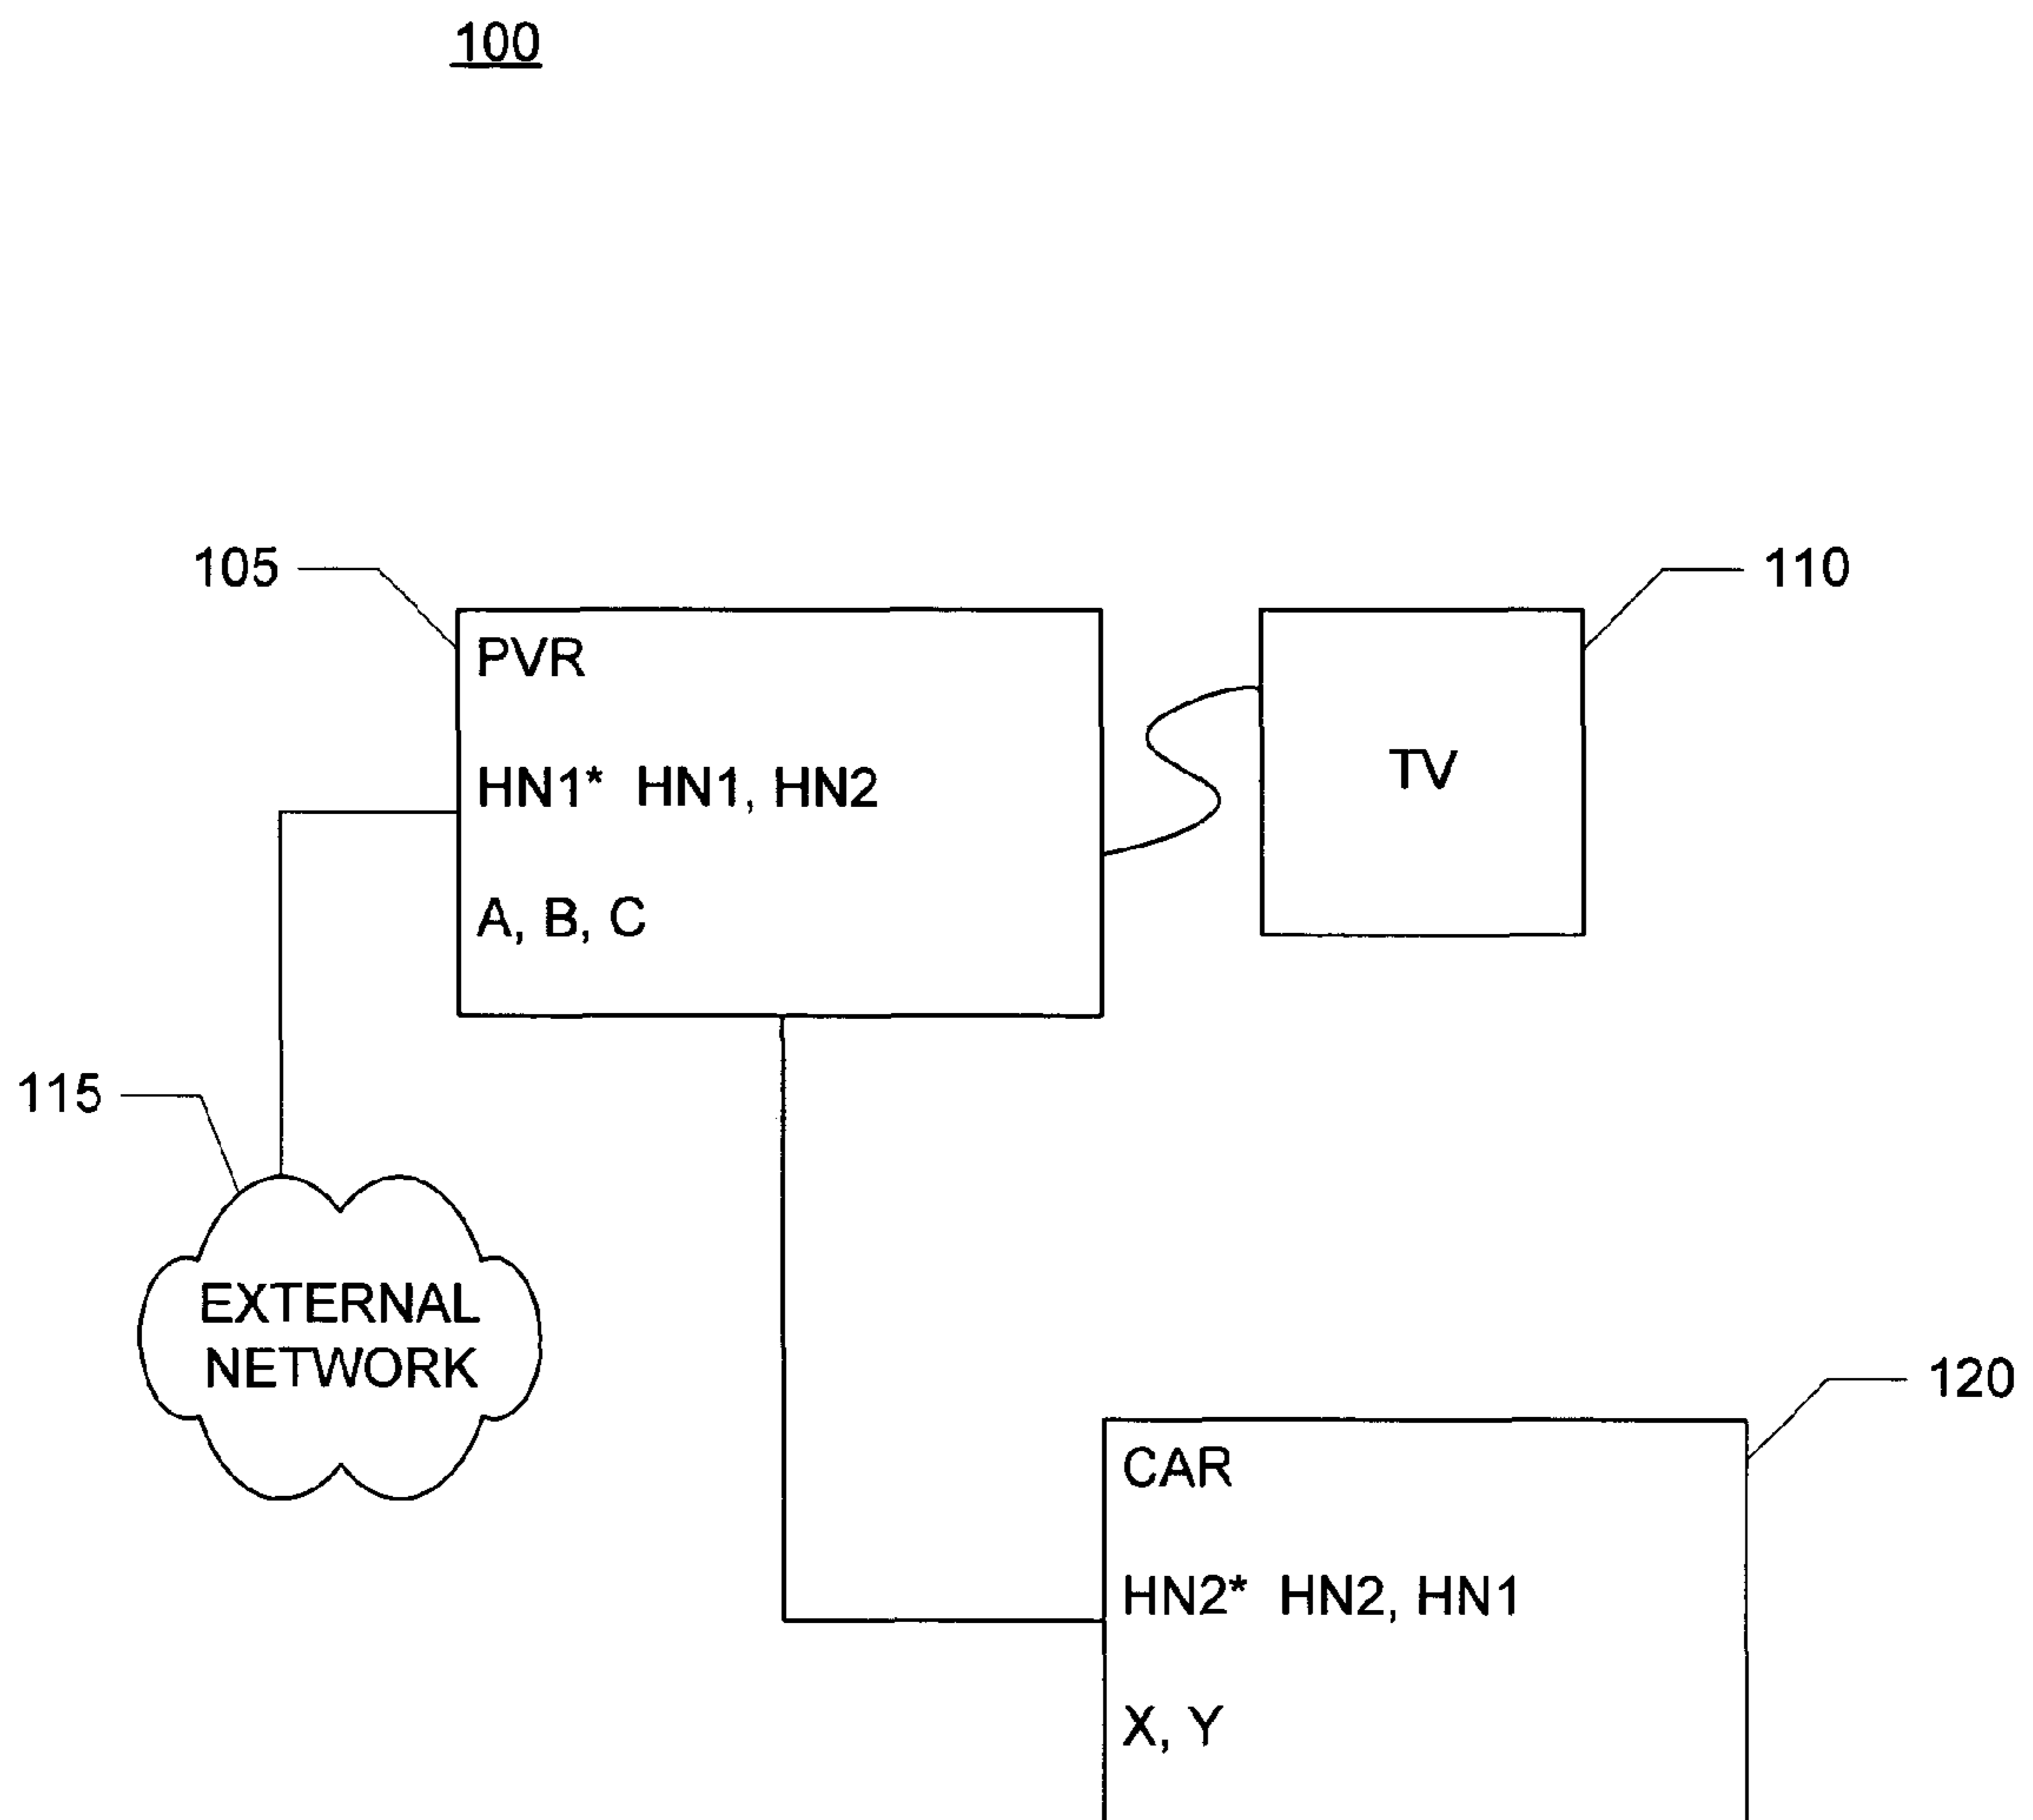 100
105
110
PVR
TV
HN1* HN1, HN2
A, B, C
115
EXTERNAL
NETWORK
120
CAR
HN2* HN2, HN1
X, Y